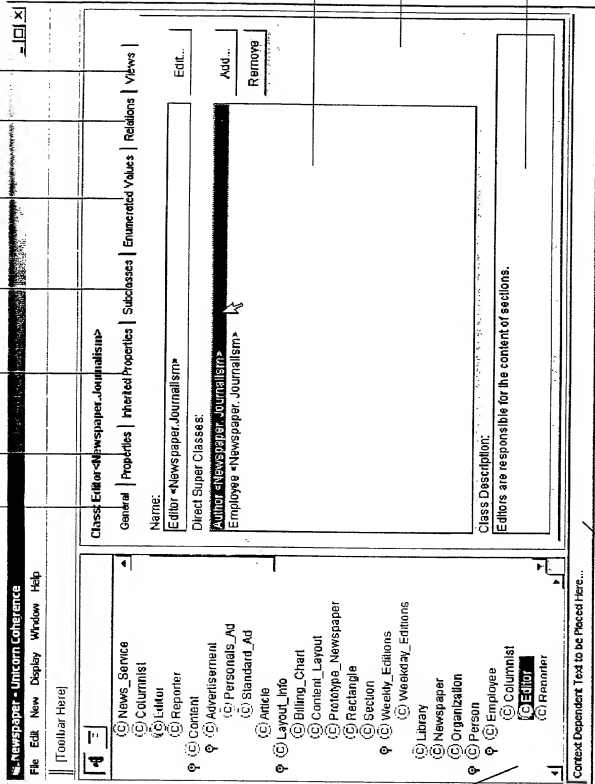 Newspaper - Unicorn Coherence
File Edit New Display Window Help
[Toolbar Here]
News_Service
Columnist
Editor
Reporter
Content
Advertisement
Personals_Ad
Standard_Ad
Article
Layout_Info
Billing_Chart
Content_Layout
Prototype_Newspaper
Rectangle
Section
Weekly_Editions
Weekday_Editions
Library
Newspaper
Organization
Person
Employee
Columnist
Editor
Reporter
Class: Editor<Newspaper.Journalism>
General | Properties | Inherited Properties | Subclasses | Enumerated Values | Relations | Views
Name:
Editor <Newspaper.Journalism>
Edit...
Direct Super Classes:
Author <Newspaper.Journalism>
Employee <Newspaper.Journalism>
Add...
Remove
Class Description:
Editors are responsible for the content of sections.
Context Dependent Text to be Placed Here...